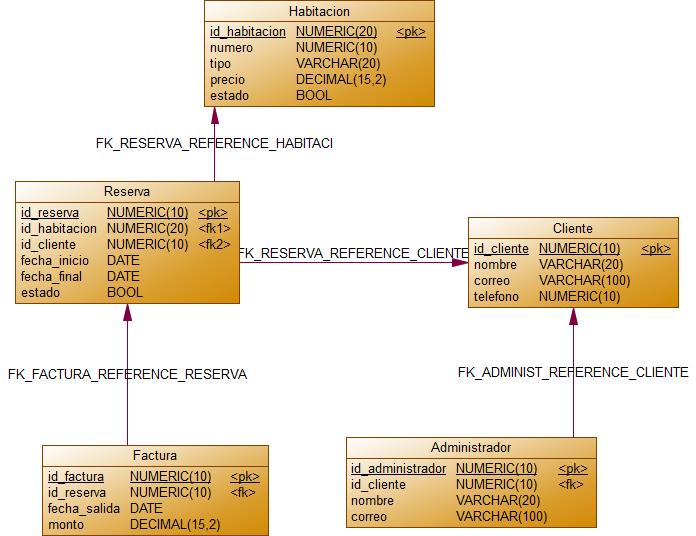 Habitacion
id_habitacion NUMERIC(20) <pk>
numero NUMERIC(10)
tipo VARCHAR(20)
precio DECIMAL(15,2)
estado BOOL
FK_RESERVA_REFERENCE_HABITACI
Reserva
id_reserva NUMERIC(10) <pk>
id_habitacion NUMERIC(20) <fk1>
id_cliente NUMERIC(10) <fk2>
fecha_inicio DATE
fecha_final DATE
estado BOOL
FK_RESERVA_REFERENCE_CLIENTE
Cliente
id_cliente NUMERIC(10) <pk>
nombre VARCHAR(20)
correo VARCHAR(100)
telefono NUMERIC(10)
FK_FACTURA_REFERENCE_RESERVA
FK_ADMINIST_REFERENCE_CLIENTE
Factura
id_factura NUMERIC(10) <pk>
id_reserva NUMERIC(10) <fk>
fecha_salida DATE
monto DECIMAL(15,2)
Administrador
id_administrador NUMERIC(10) <pk>
id_cliente NUMERIC(10) <fk>
nombre VARCHAR(20)
correo VARCHAR(100)